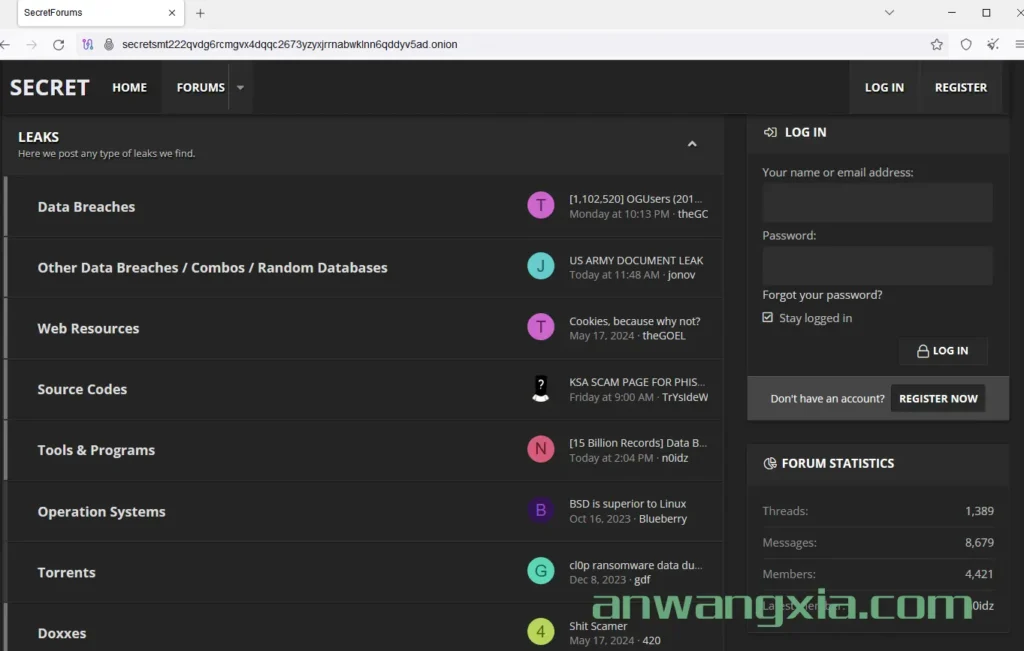 SecretForums
secretsmt222qvdg6rcmgvx4dqqc2673yzyxjrrnabwklnn6qddyv5ad.onion
SECRET HOME FORUMS LOG IN REGISTER
LEAKS
Here we post any type of leaks we find.
Data Breaches
[1,102,520] OGUsers (201...
Monday at 10:13 PM · theGC
T
Other Data Breaches / Combos / Random Databases
J
US ARMY DOCUMENT LEAK
Today at 11:48 AM · jonov
Web Resources
T
Cookies, because why not?
May 17, 2024 · theGOEL
Source Codes
?
KSA SCAM PAGE FOR PHIS...
Friday at 9:00 AM · TrYsIdeW
Tools & Programs
N
[15 Billion Records] Data B...
Today at 2:04 PM · n0idz
Operation Systems
B
BSD is superior to Linux
Oct 16, 2023 · Blueberry
Torrents
G
cl0p ransomware data du...
Dec 8, 2023 · gdf
Doxxes
4
Shit Scamer
May 17, 2024 · 420
LOG IN
Your name or email address:
Password:
Forgot your password?
Stay logged in
LOG IN
Don't have an account? REGISTER NOW
FORUM STATISTICS
Threads: 1,389
Messages: 8,679
Members: 4,421
anwangxia.com